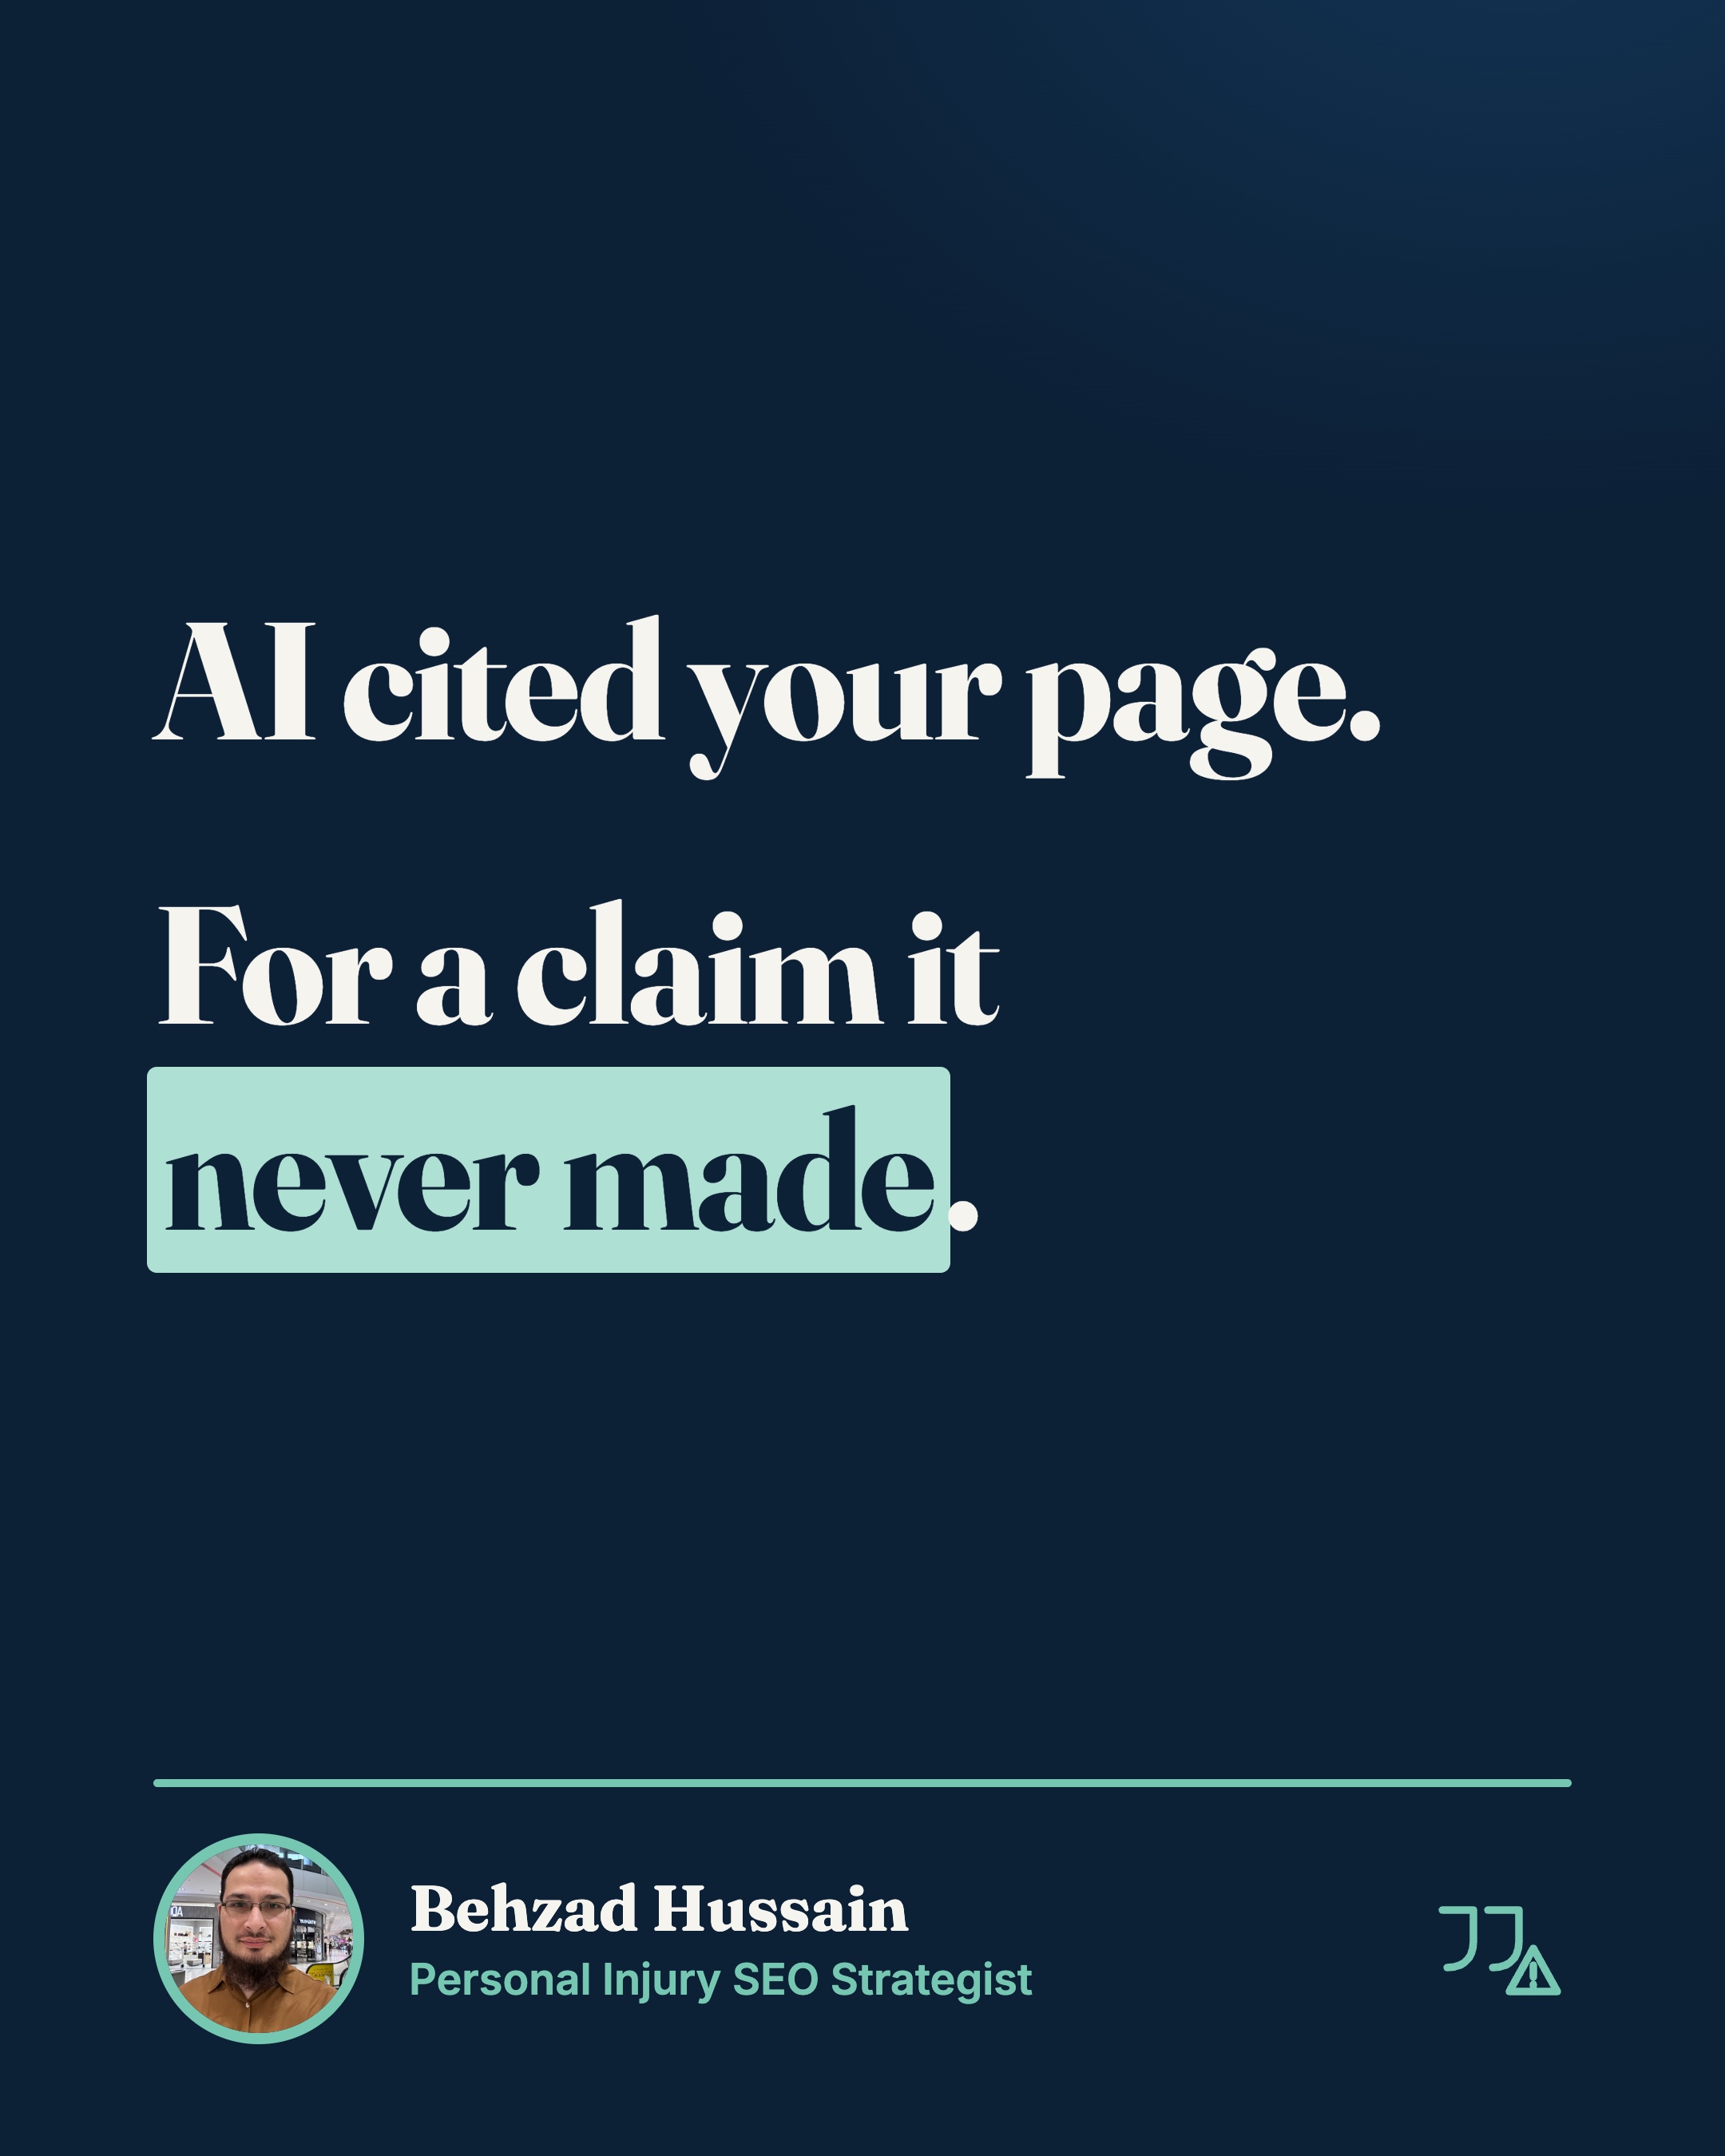 AI cited your page.
For a claim it
never made.
Behzad Hussain
Personal Injury SEO Strategist